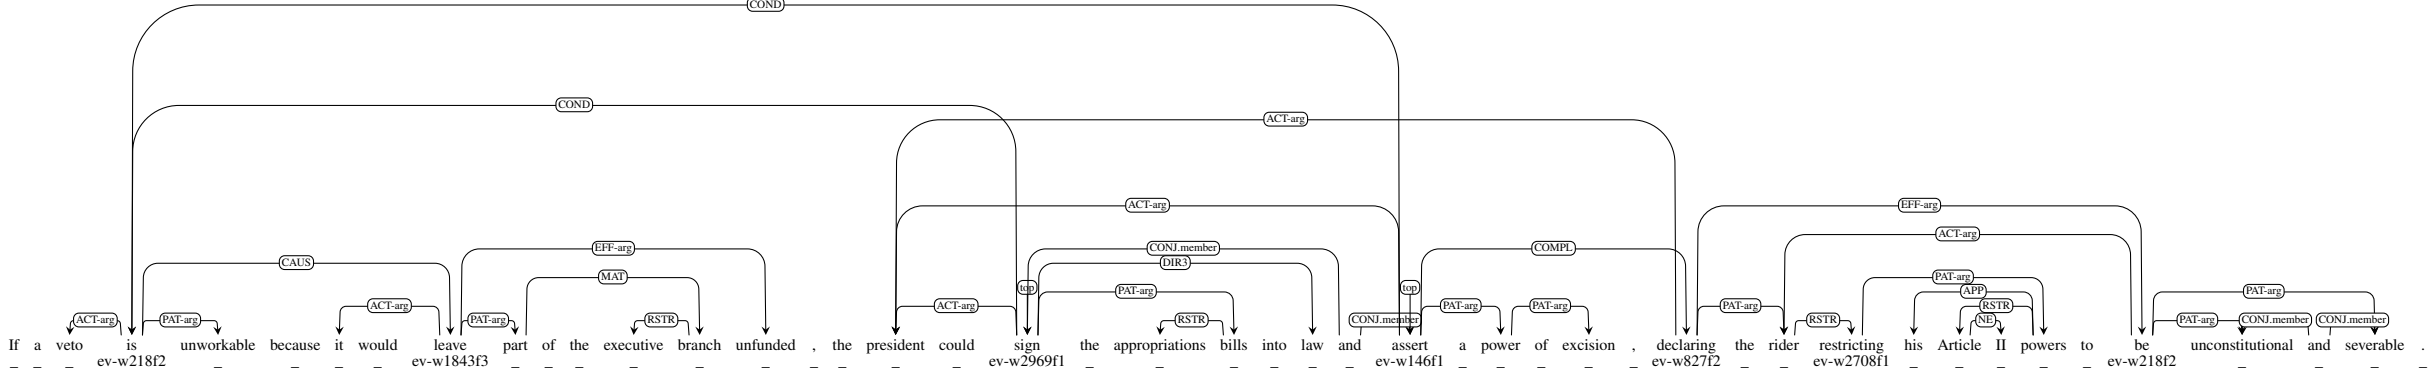 COND
COND
ACT-arg
ACT-arg EFF-arg
ACT-arg
EFF-arg CONJ.member COMPL
CAUS DIR3
MAT PAT-arg
top top
PAT-arg APP PAT-arg
ACT-arg ACT-arg PAT-arg PAT-arg PAT-arg RSTR
ACT-arg PAT-arg PAT-arg RSTR RSTR CONJ.member RSTR NE PAT-arg CONJ.member CONJ.member
If a veto is unworkable because it would leave part of the executive branch unfunded , the president could sign the appropriations bills into law and assert a power of excision , declaring the rider restricting his Article II powers to be unconstitutional and severable .
_ _ _ ev-w218f2 _ _ _ _ ev-w1843f3 _ _ _ _ _ _ _ _ _ _ ev-w2969f1 _ _ _ _ _ _ ev-w146f1 _ _ _ _ _ ev-w827f2 _ _ ev-w2708f1 _ _ _ _ _ ev-w218f2 _ _ _ _